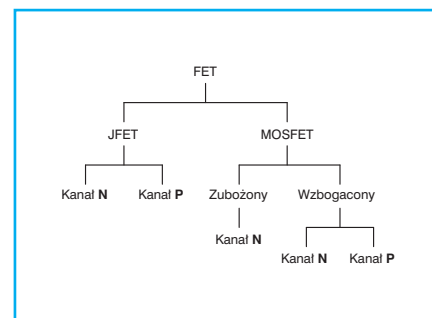 FET
JFET MOSFET
Kanał N Kanał P Zubożony Wzbogacony
Kanał N
Kanał N Kanał P